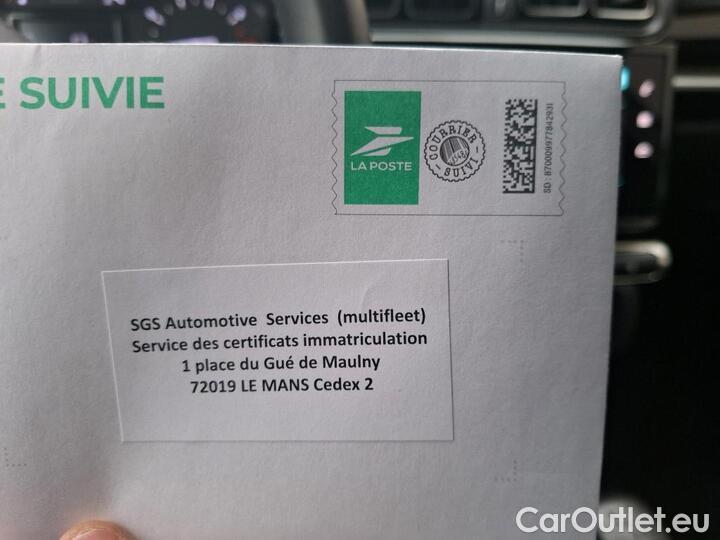 E SUIVIE
LA POSTE
COURRIER
SUIVI
SD : 87000997784293I
SGS Automotive Services (multifleet)
Service des certificats immatriculation
1 place du Gué de Maulny
72019 LE MANS Cedex 2
CarOutlet.eu